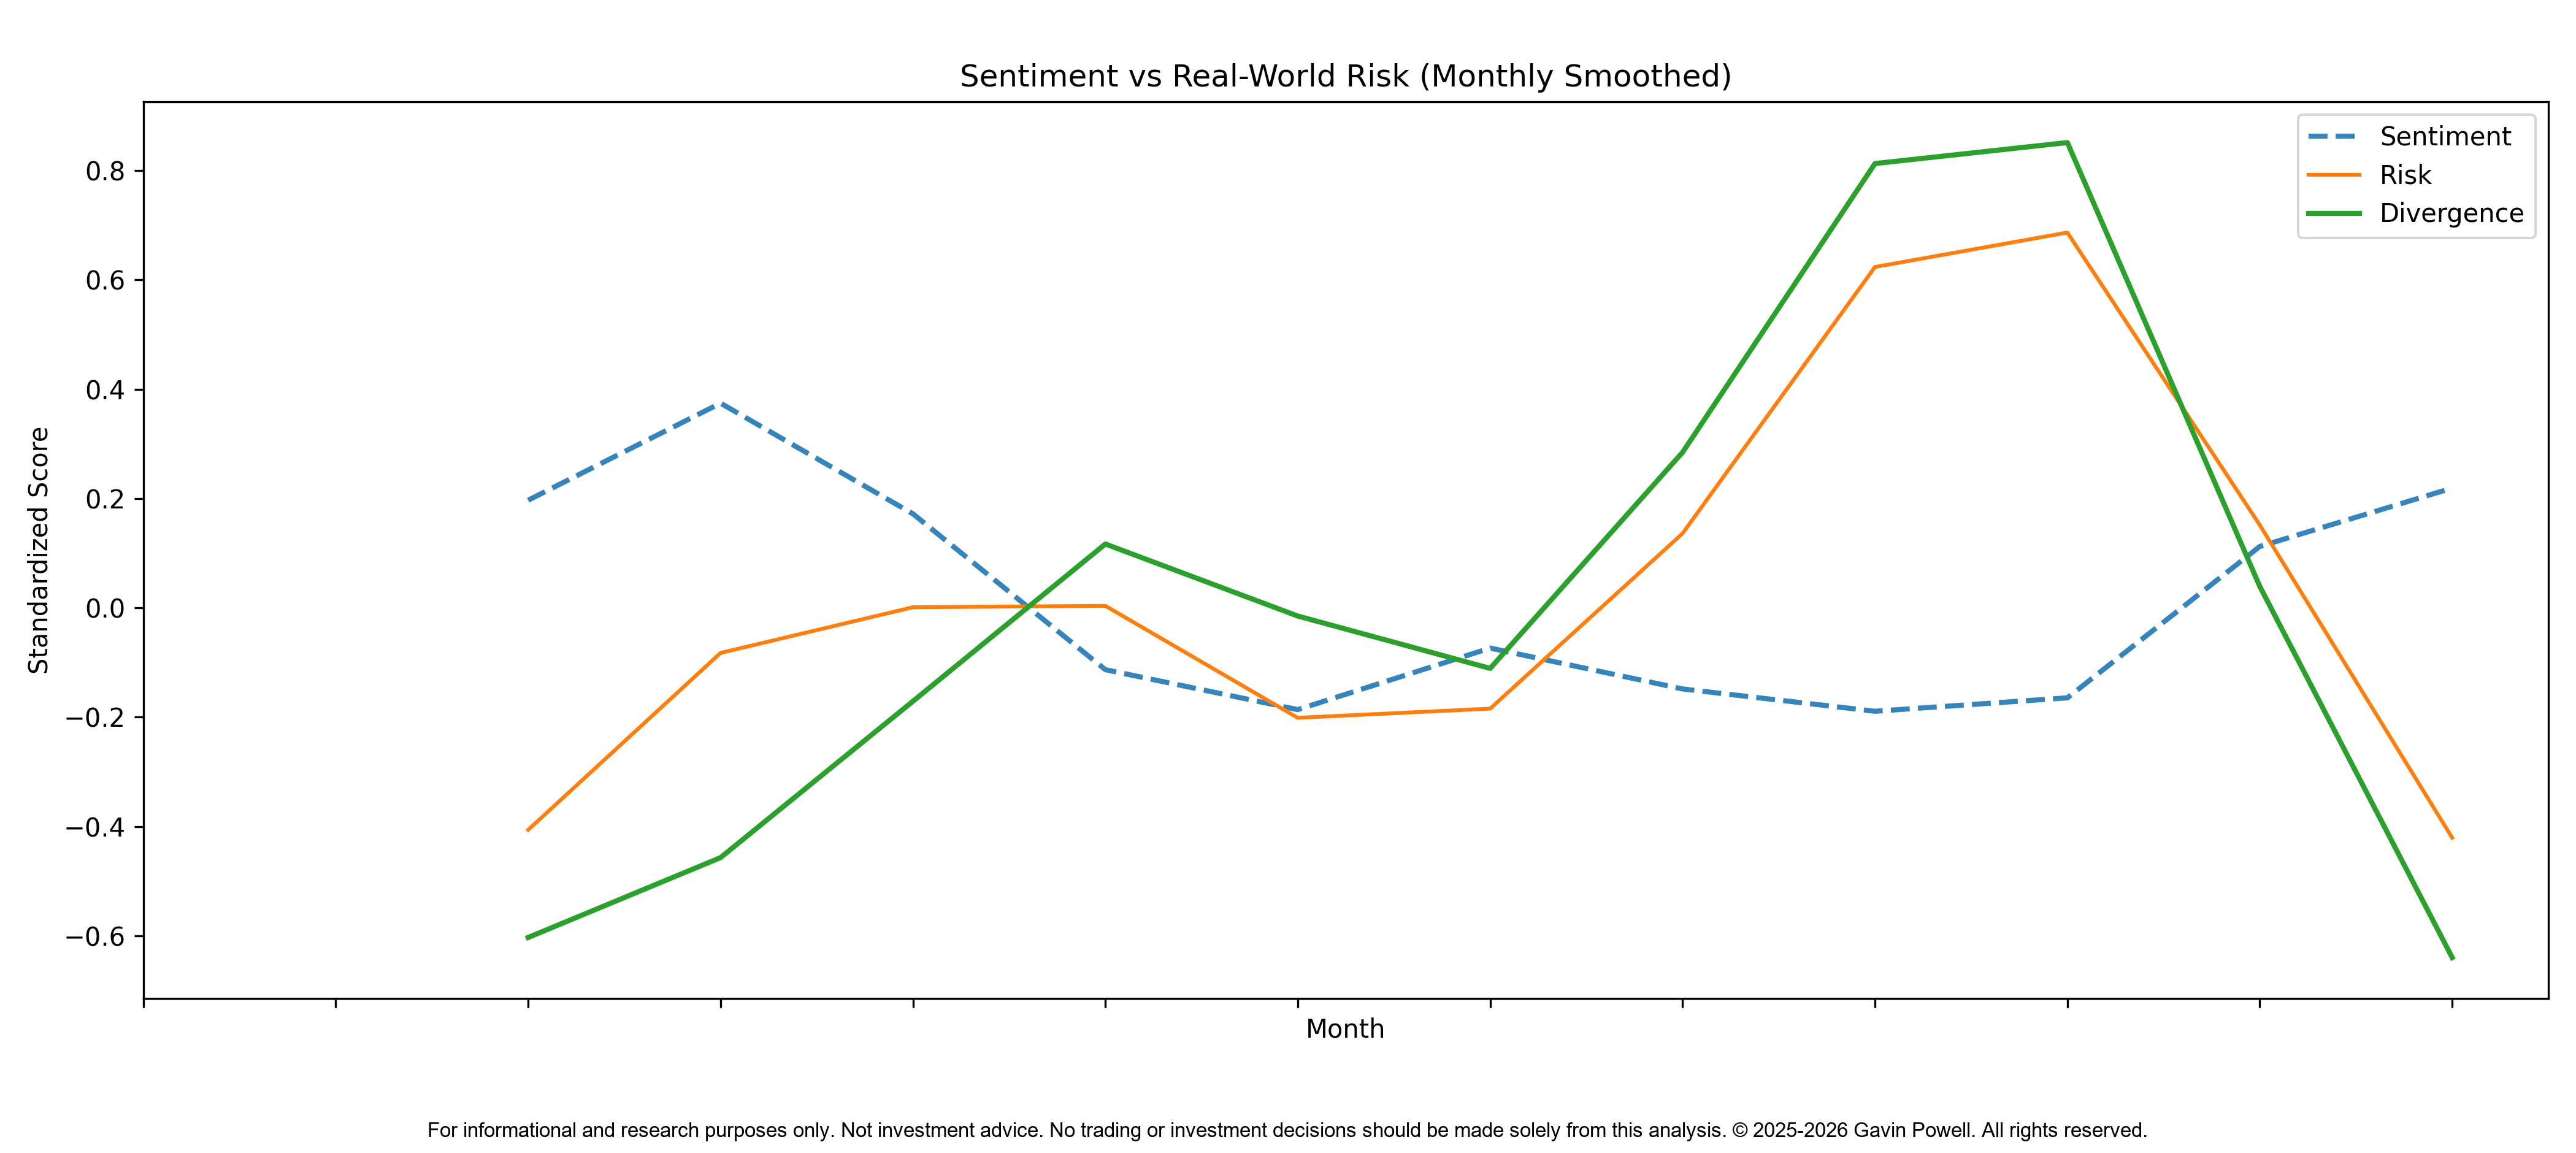 Sentiment vs Real-World Risk (Monthly Smoothed)
Sentiment
Risk
Divergence
Standardized Score
0.8
0.6
0.4
0.2
0.0
−0.2
−0.4
−0.6
Month
For informational and research purposes only. Not investment advice. No trading or investment decisions should be made solely from this analysis. © 2025-2026 Gavin Powell. All rights reserved.